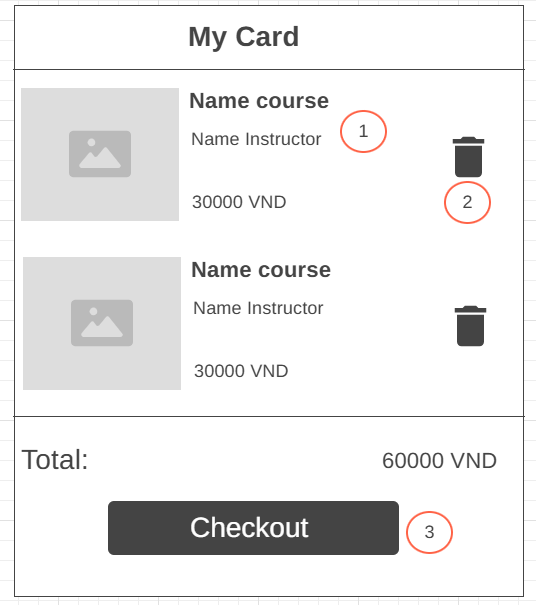 My Card
Name course
Name Instructor
1
30000 VND
2
Name course
Name Instructor
30000 VND
Total:
60000 VND
Checkout
3